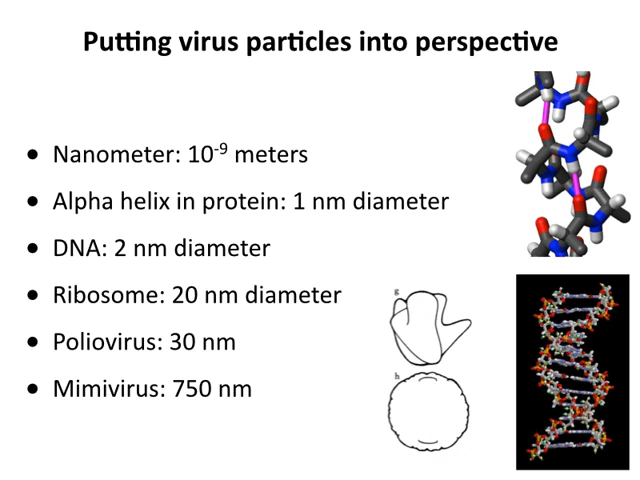 Putting virus particles into perspective
• Nanometer: 10⁻⁹ meters
• Alpha helix in protein: 1 nm diameter
• DNA: 2 nm diameter
• Ribosome: 20 nm diameter
• Poliovirus: 30 nm
• Mimivirus: 750 nm
g
h